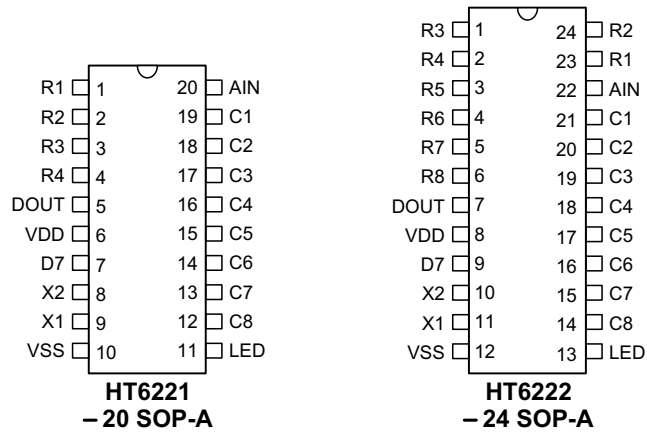 R1 1 20 AIN
R2 2 19 C1
R3 3 18 C2
R4 4 17 C3
DOUT 5 16 C4
VDD 6 15 C5
D7 7 14 C6
X2 8 13 C7
X1 9 12 C8
VSS 10 11 LED
HT6221
– 20 SOP-A
R3 1 24 R2
R4 2 23 R1
R5 3 22 AIN
R6 4 21 C1
R7 5 20 C2
R8 6 19 C3
DOUT 7 18 C4
VDD 8 17 C5
D7 9 16 C6
X2 10 15 C7
X1 11 14 C8
VSS 12 13 LED
HT6222
– 24 SOP-A